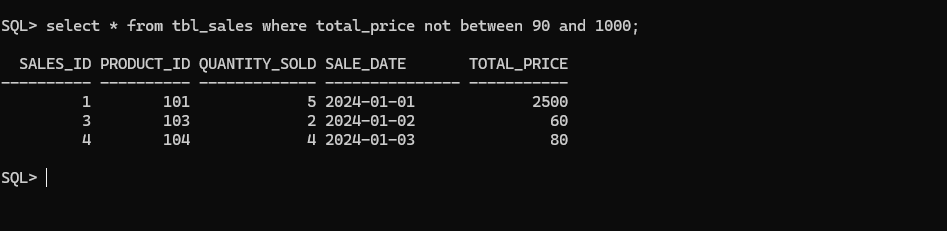 SQL> select * from tbl_sales where total_price not between 90 and 1000;
  SALES_ID PRODUCT_ID QUANTITY_SOLD SALE_DATE       TOTAL_PRICE
---------- ---------- ------------- --------------- -----------
         1        101             5 2024-01-01             2500
         3        103             2 2024-01-02               60
         4        104             4 2024-01-03               80
SQL>